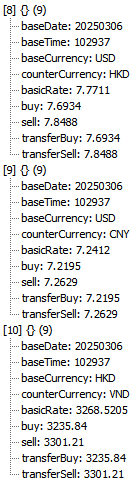 [8] {} (9)
baseDate: 20250306
baseTime: 102937
baseCurrency: USD
counterCurrency: HKD
basicRate: 7.7711
buy: 7.6934
sell: 7.8488
transferBuy: 7.6934
transferSell: 7.8488
[9] {} (9)
baseDate: 20250306
baseTime: 102937
baseCurrency: USD
counterCurrency: CNY
basicRate: 7.2412
buy: 7.2195
sell: 7.2629
transferBuy: 7.2195
transferSell: 7.2629
[10] {} (9)
baseDate: 20250306
baseTime: 102937
baseCurrency: HKD
counterCurrency: VND
basicRate: 3268.5205
buy: 3235.84
sell: 3301.21
transferBuy: 3235.84
transferSell: 3301.21